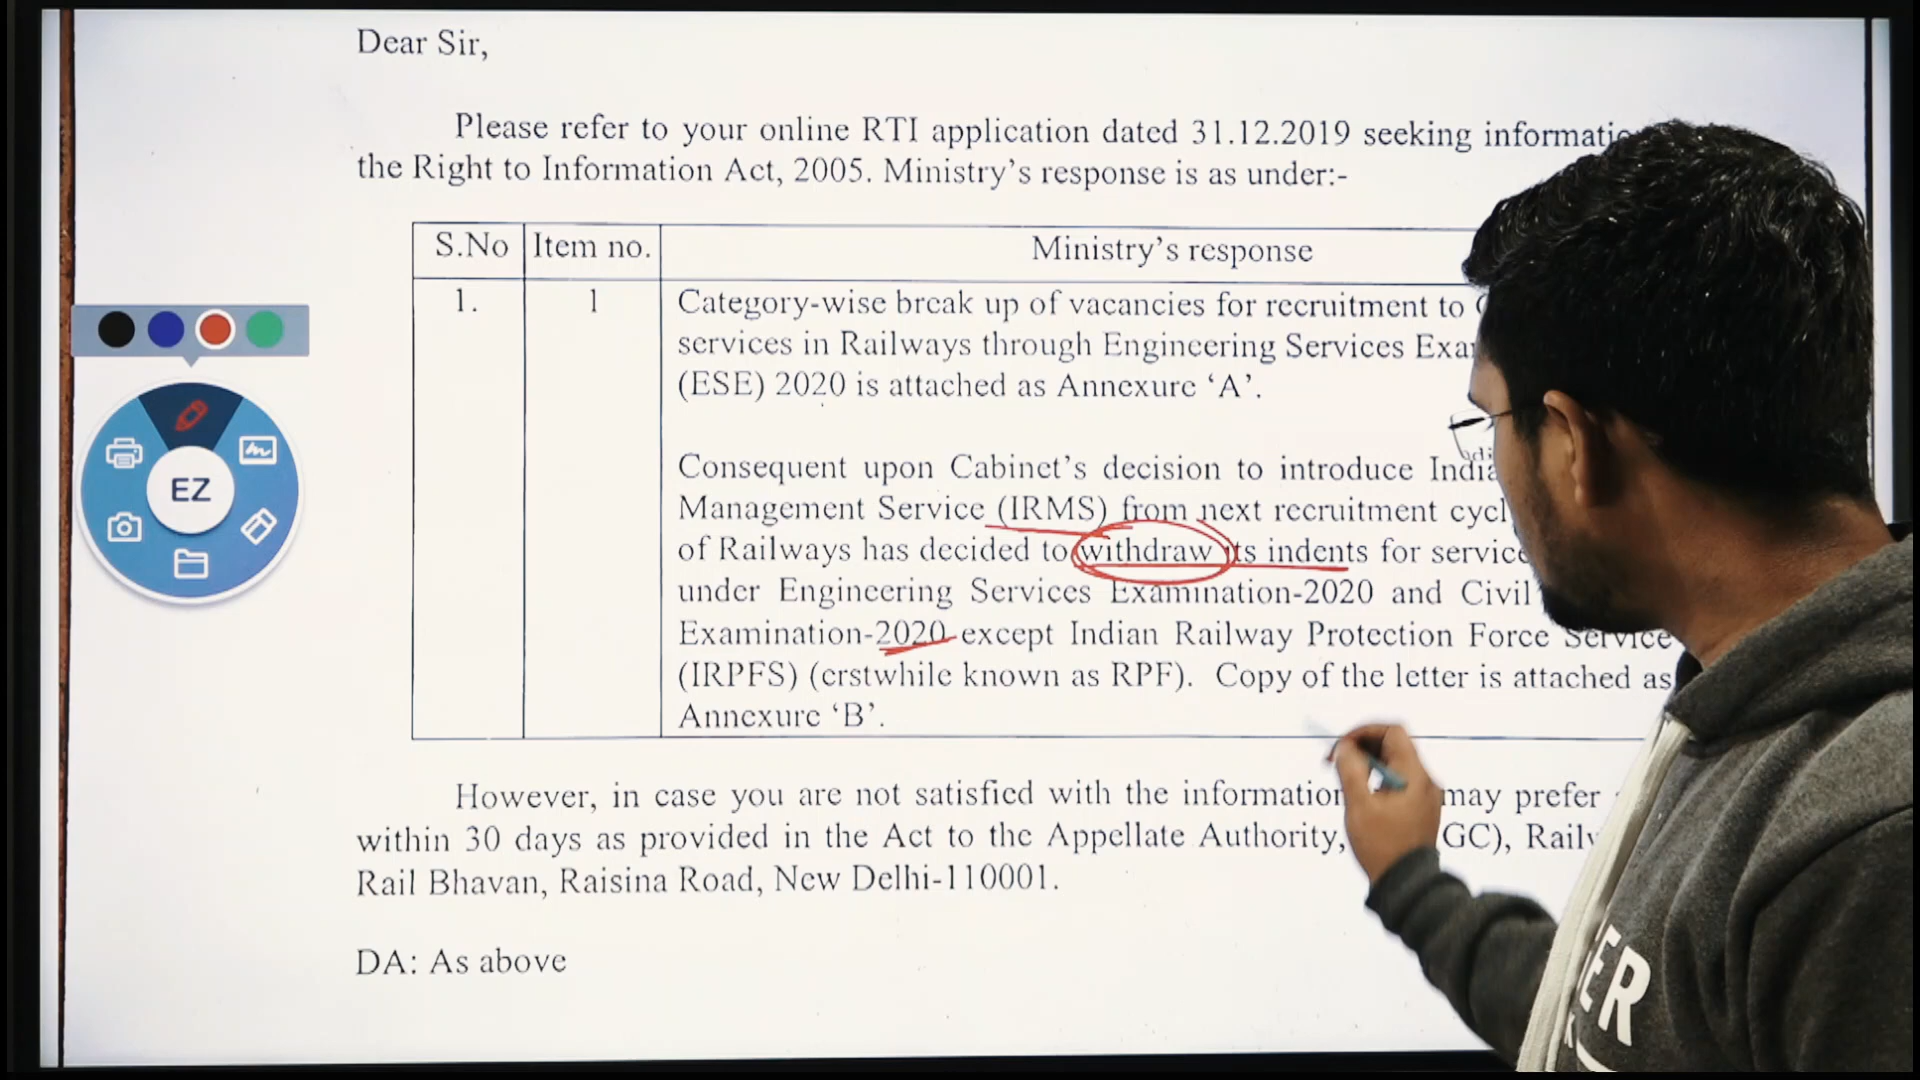 Dear Sir,
Please refer to your online RTI application dated 31.12.2019 seeking
the Right to Information Act, 2005. Ministry's response is as under:-
S.No Item no. Ministry's response
1. 1 Category-wise break up of vacancies for recruitment to
services in Railways through Engineering Services
(ESE) 2020 is attached as Annexure 'A'.
Consequent upon Cabinet's decision to introduce
Management Service (IRMS) from next recruitment
of Railways has decided to withdraw its indents for
under Engineering Services Examination-2020 and Civil
Examination-2020 except Indian Railway Protection Force Service
(IRPFS) (erstwhile known as RPF). Copy of the letter is attached as
Annexure 'B'.
However, in case you are not satisfied with the information may prefer
within 30 days as provided in the Act to the Appellate Authority, GC),
Rail Bhavan, Raisina Road, New Delhi-110001.
DA: As above
EZ
ER